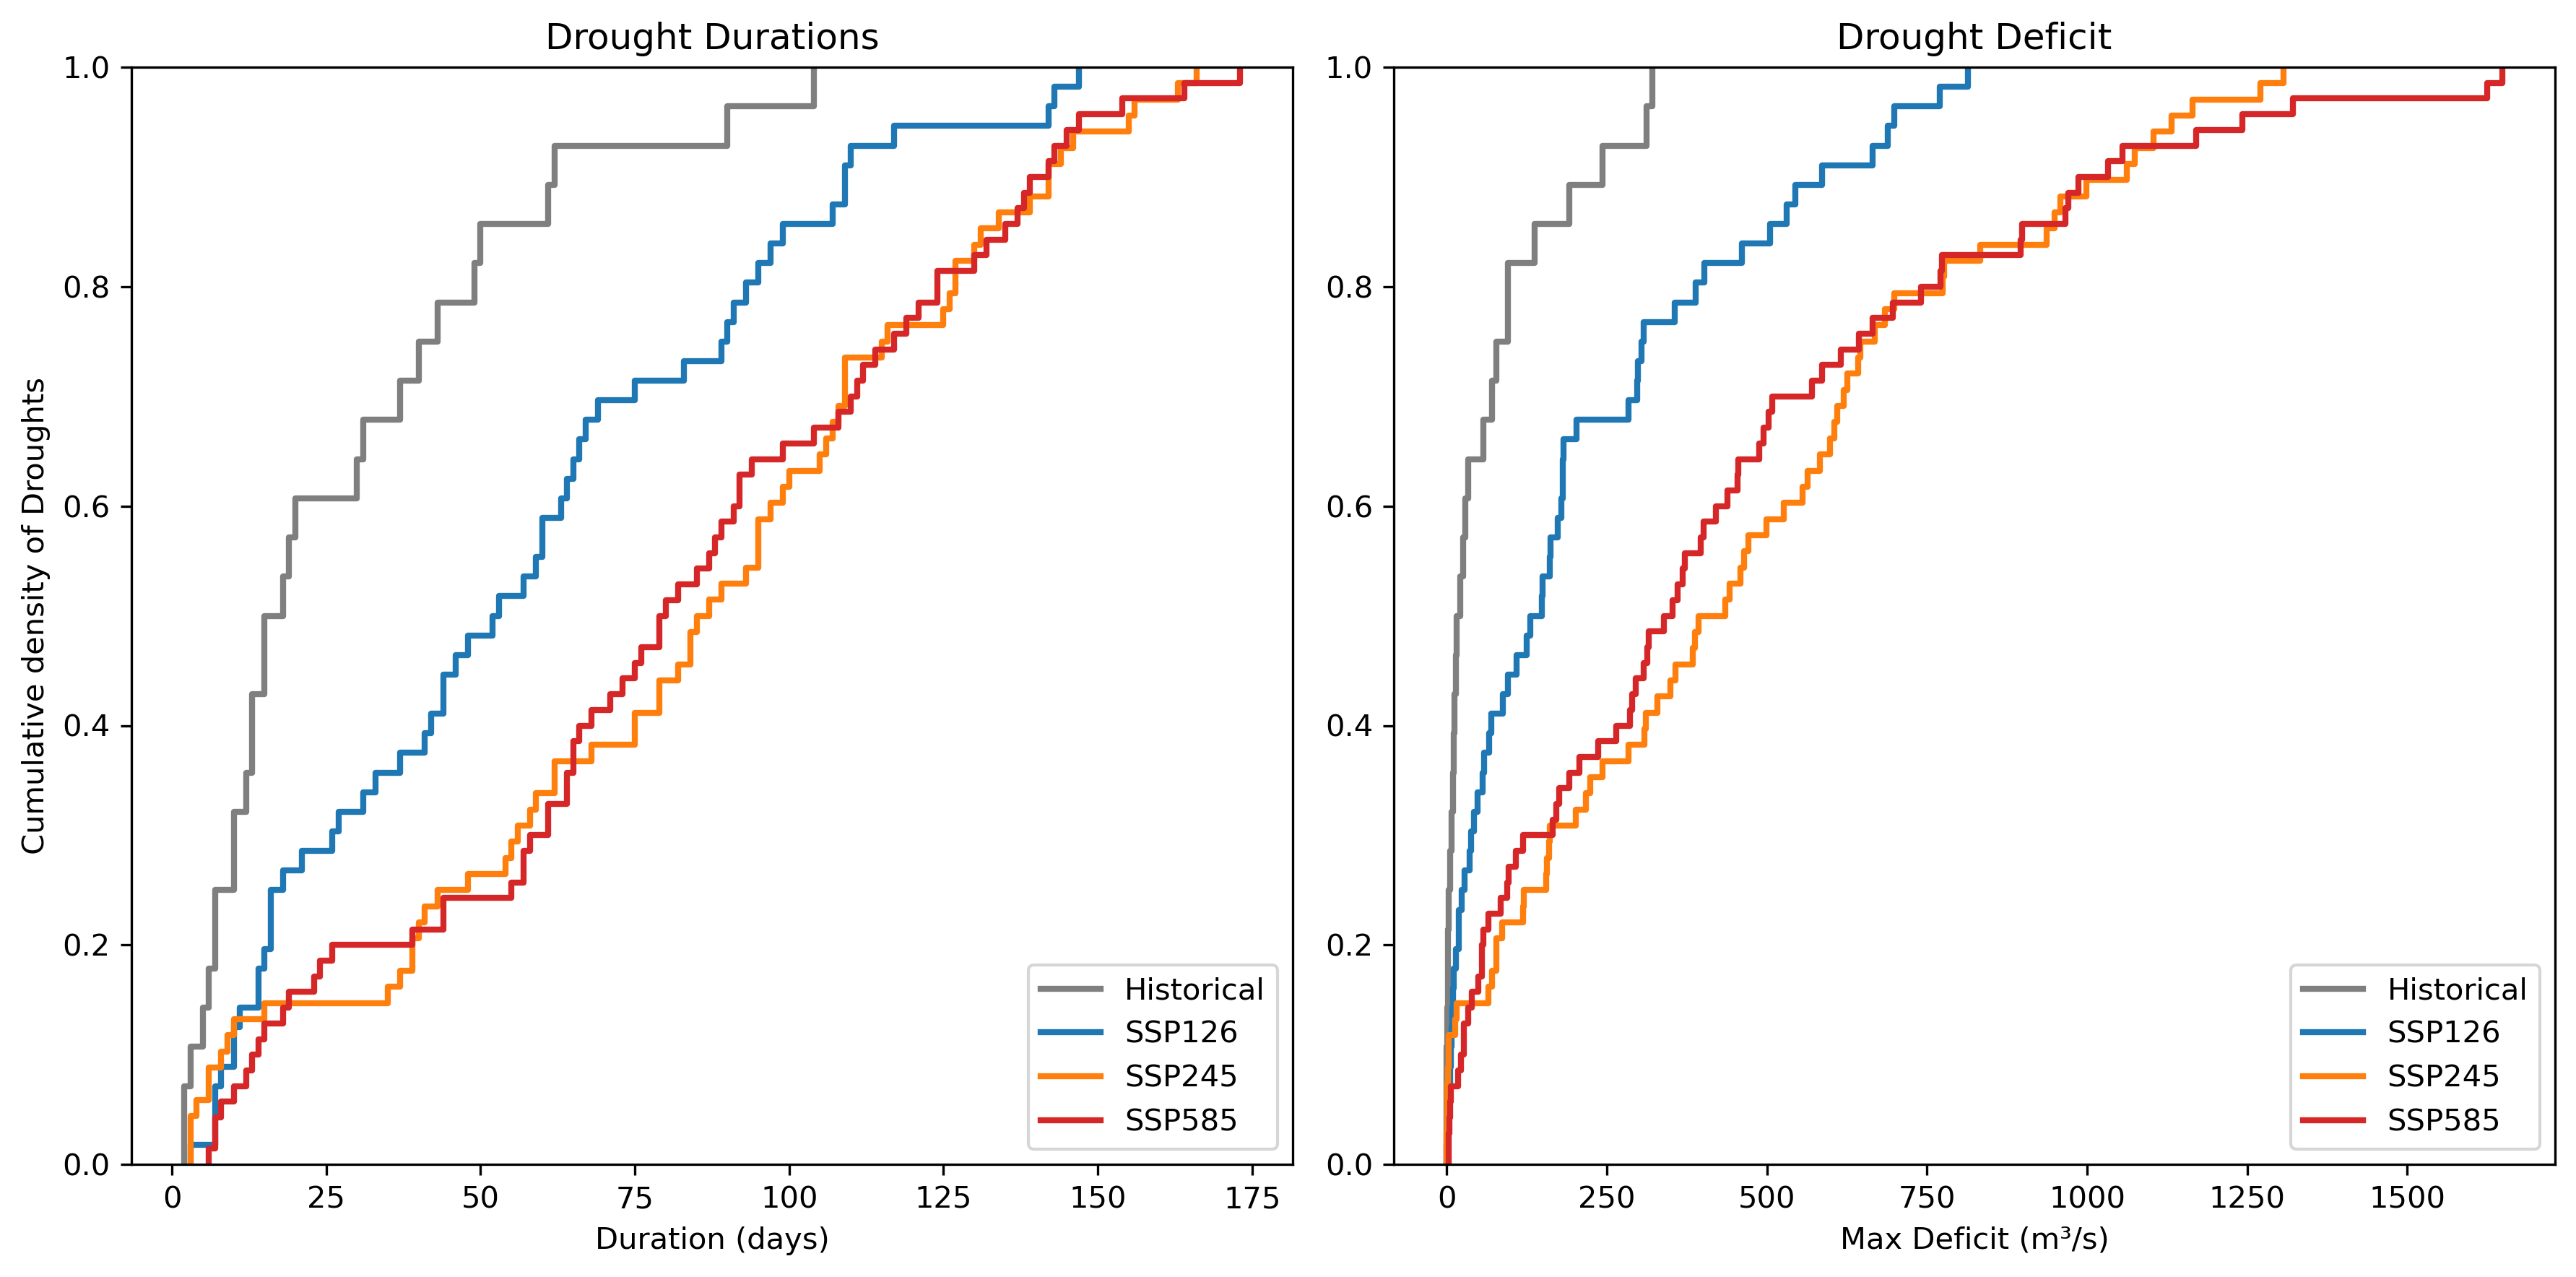 Drought Durations
Cumulative density of Droughts
1.0
0.8
0.6
0.4
0.2
0.0
0 25 50 75 100 125 150 175
Duration (days)
Historical
SSP126
SSP245
SSP585
Drought Deficit
1.0
0.8
0.6
0.4
0.2
0.0
0 250 500 750 1000 1250 1500
Max Deficit (m³/s)
Historical
SSP126
SSP245
SSP585